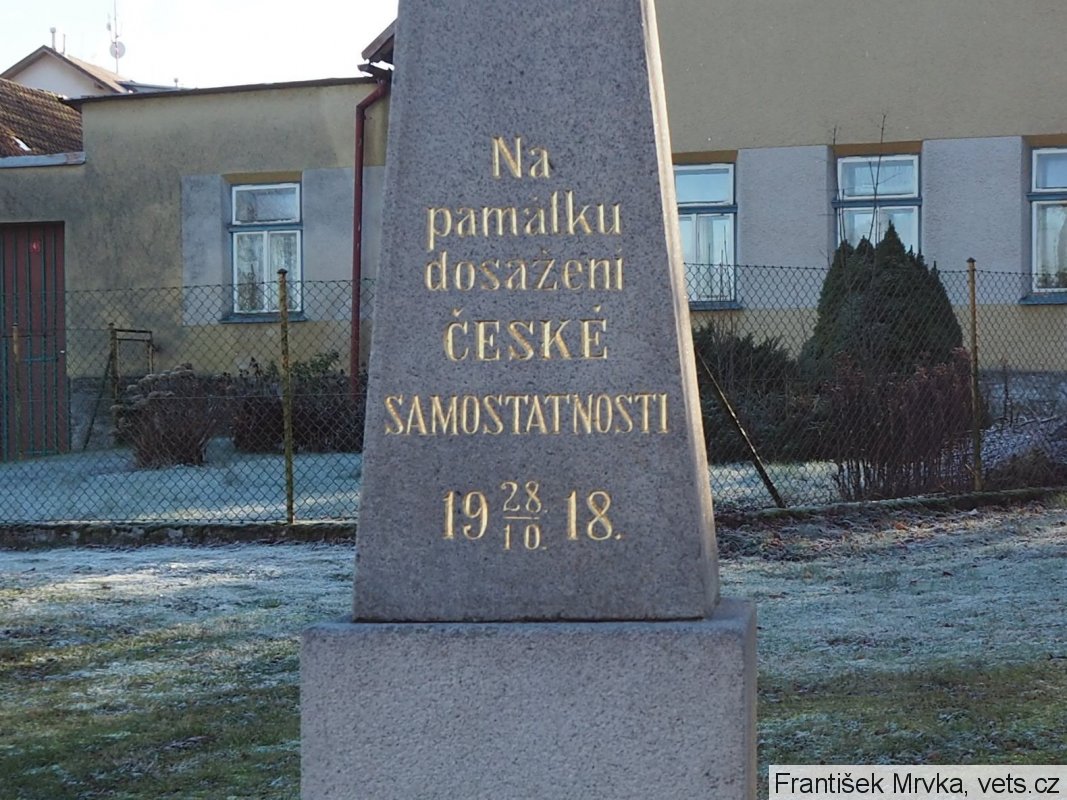 Na
památku
dosažení
ČESKÉ
SAMOSTATNOSTI
19 28./10. 18.
František Mrvka, vets.cz